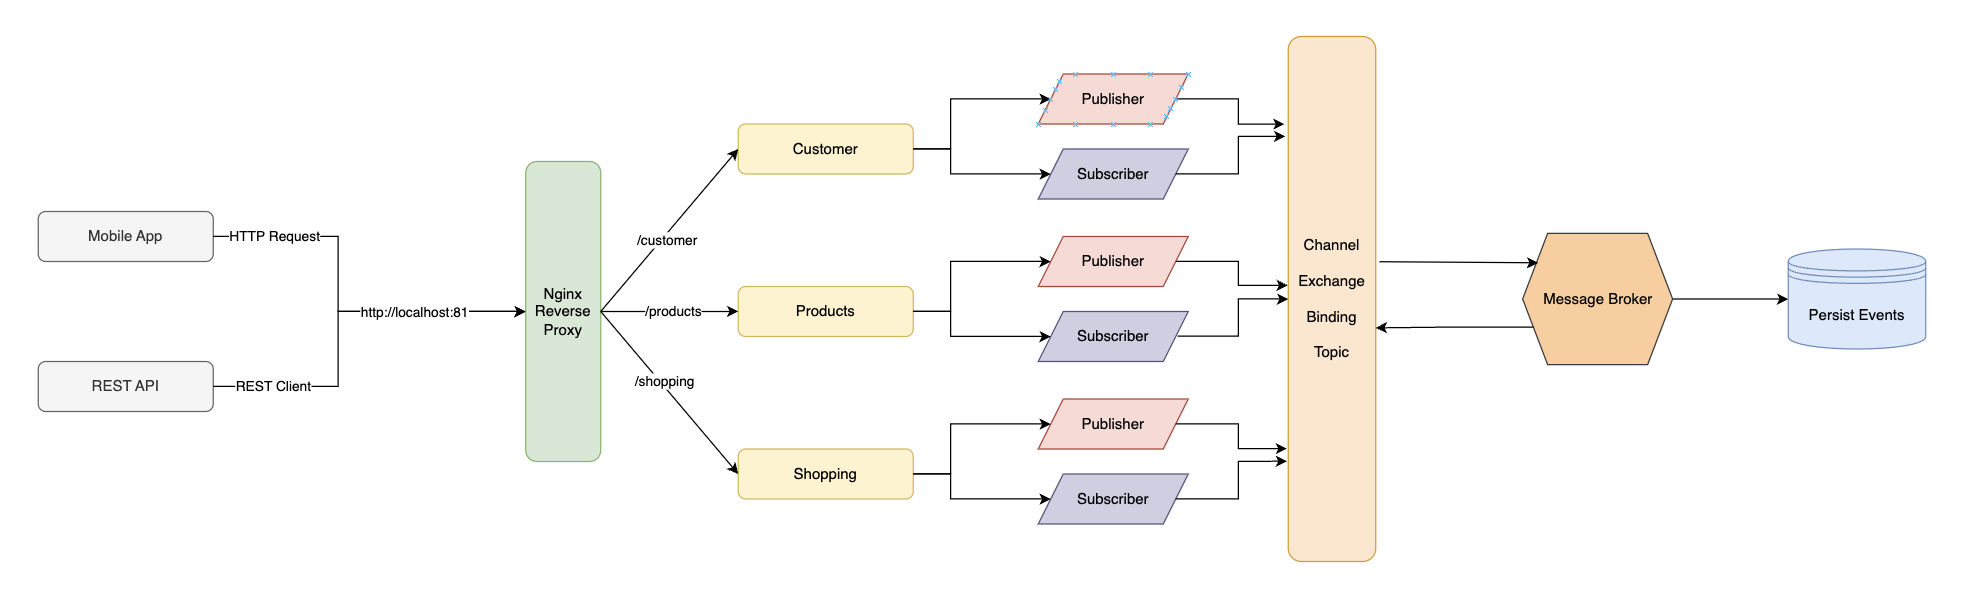 Mobile App
HTTP Request
REST API
REST Client
http://localhost:81
Nginx
Reverse
Proxy
/customer
/products
/shopping
Customer
Products
Shopping
Publisher
Subscriber
Publisher
Subscriber
Publisher
Subscriber
Channel
Exchange
Binding
Topic
Message Broker
Persist Events